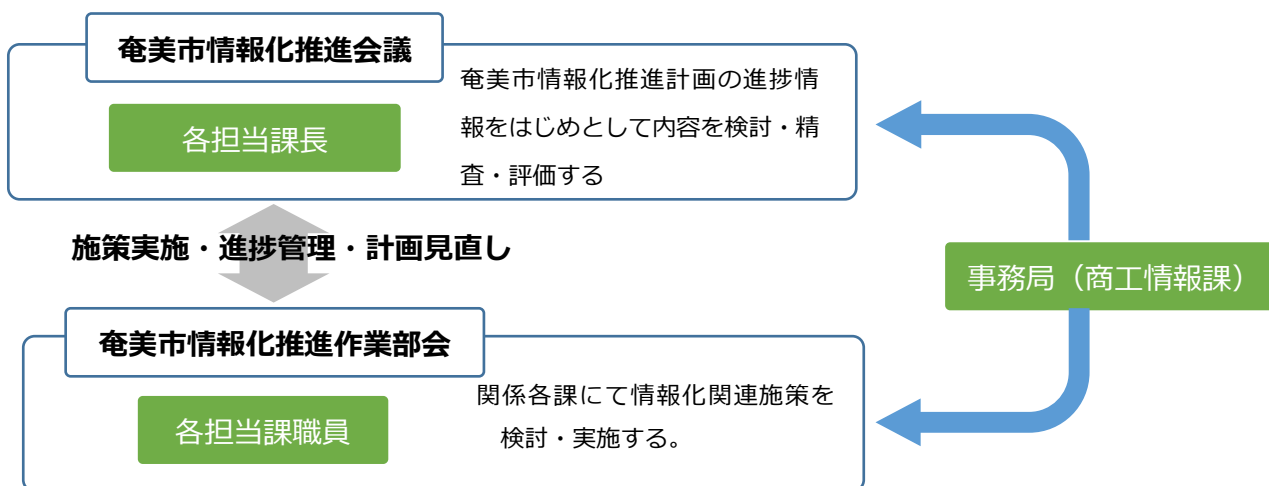 奄美市情報化推進会議
各担当課長
奄美市情報化推進計画の進捗情
報をはじめとして内容を検討・精
査・評価する
施策実施・進捗管理・計画見直し
事務局（商工情報課）
奄美市情報化推進作業部会
各担当課職員
関係各課にて情報化関連施策を
検討・実施する。